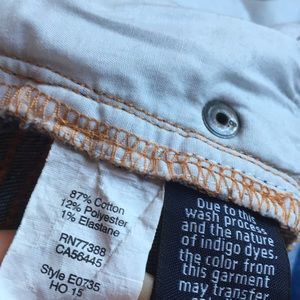 87% Cotton
12% Polyester
1% Elastane
RN77388
CA56445
Style E0735
HO 15
Due to this
wash process
and the nature
of indigo dyes,
the color from
this garment
may transfer